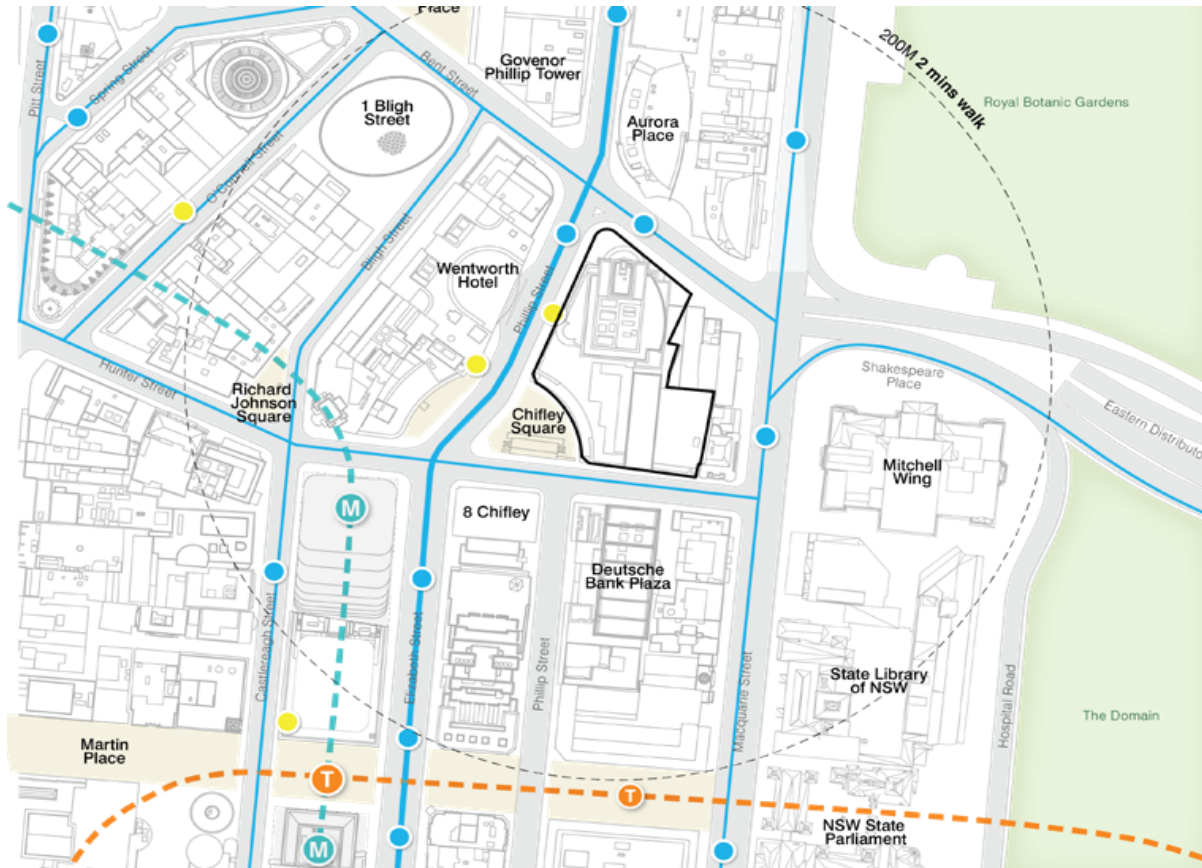 Place
Govenor
Phillip Tower
200M 2 mins walk
Pitt Street
Spring Street
Bent Street
1 Bligh
Street
Aurora
Place
Royal Botanic Gardens
O'Connell Street
Bligh Street
Wentworth
Hotel
Phillip Street
Hunter Street
Richard
Johnson
Square
Chifley
Square
Shakespeare
Place
Eastern Distributo
Mitchell
Wing
M
8 Chifley
Deutsche
Bank Plaza
Castlereagh Street
Elizabeth Street
Phillip Street
Macquarie Street
State Library
of NSW
Hospital Road
The Domain
Martin
Place
T
T
NSW State
Parliament
M